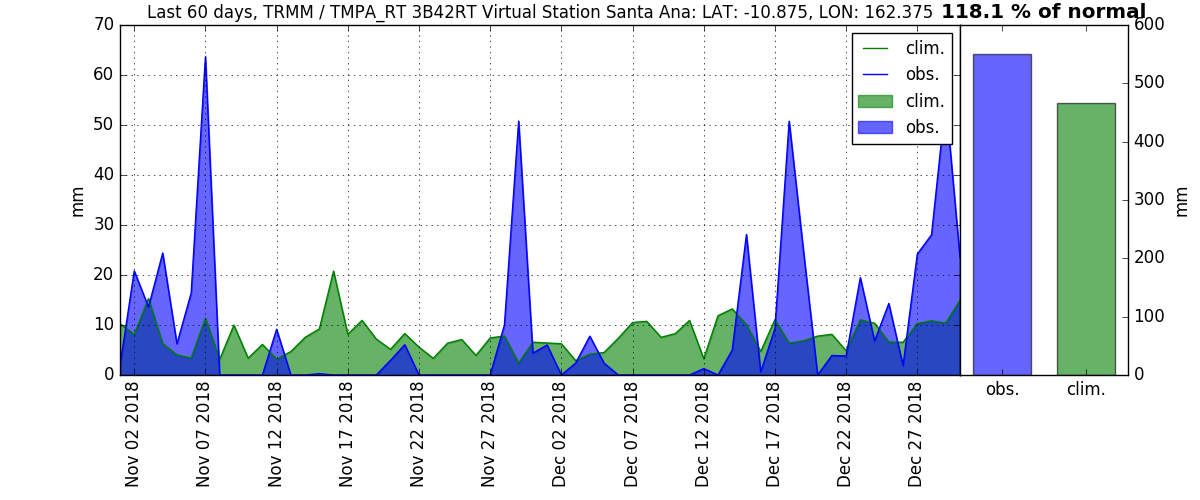 Last 60 days, TRMM / TMPA_RT 3B42RT Virtual Station Santa Ana: LAT: -10.875, LON: 162.375 118.1 % of normal
70
60
50
40
30
20
10
0
mm
clim.
obs.
clim.
obs.
600
500
400
300
200
100
0
mm
Nov 02 2018
Nov 07 2018
Nov 12 2018
Nov 17 2018
Nov 22 2018
Nov 27 2018
Dec 02 2018
Dec 07 2018
Dec 12 2018
Dec 17 2018
Dec 22 2018
Dec 27 2018
obs. clim.